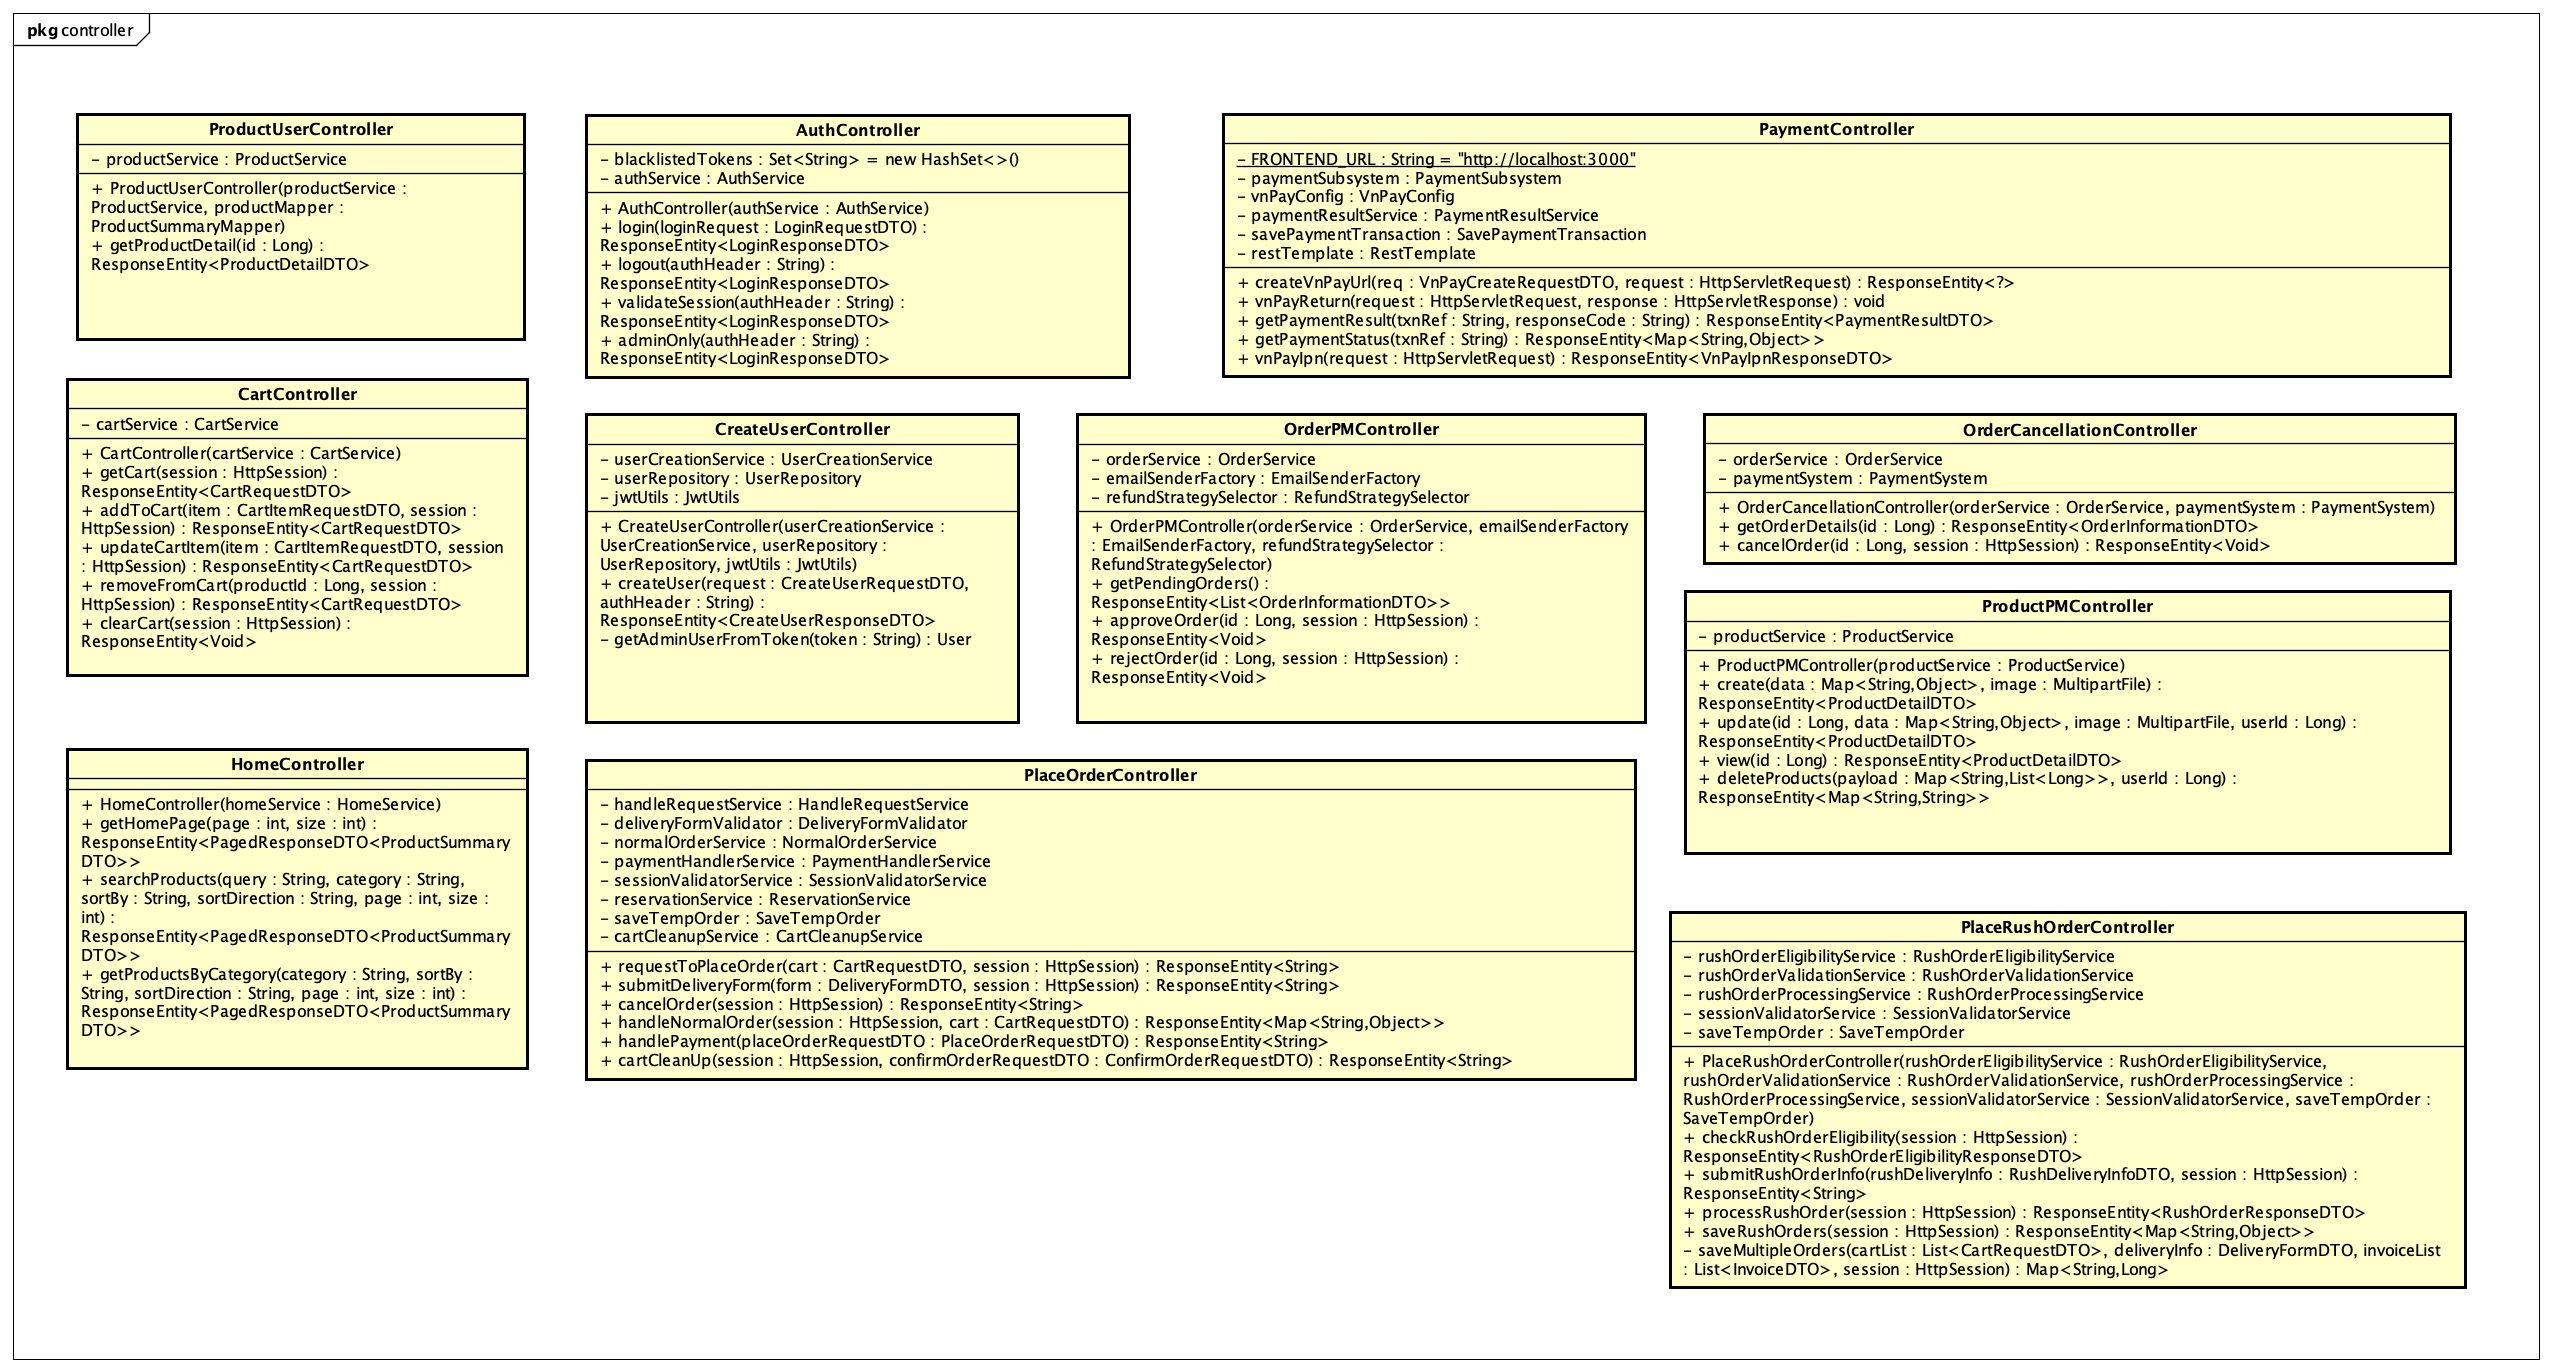 pkg controller
ProductUserController
– productService : ProductService
+ ProductUserController(productService :
ProductService, productMapper :
ProductSummaryMapper)
+ getProductDetail(id : Long) :
ResponseEntity<ProductDetailDTO>
AuthController
– blacklistedTokens : Set<String> = new HashSet<>()
– authService : AuthService
+ AuthController(authService : AuthService)
+ login(loginRequest : LoginRequestDTO) :
ResponseEntity<LoginResponseDTO>
+ logout(authHeader : String) :
ResponseEntity<LoginResponseDTO>
+ validateSession(authHeader : String) :
ResponseEntity<LoginResponseDTO>
+ adminOnly(authHeader : String) :
ResponseEntity<LoginResponseDTO>
PaymentController
– FRONTEND_URL : String = "http://localhost:3000"
– paymentSubsystem : PaymentSubsystem
– vnPayConfig : VnPayConfig
– paymentResultService : PaymentResultService
– savePaymentTransaction : SavePaymentTransaction
– restTemplate : RestTemplate
+ createVnPayUrl(req : VnPayCreateRequestDTO, request : HttpServletRequest) : ResponseEntity<?>
+ vnPayReturn(request : HttpServletRequest, response : HttpServletResponse) : void
+ getPaymentResult(txnRef : String, responseCode : String) : ResponseEntity<PaymentResultDTO>
+ getPaymentStatus(txnRef : String) : ResponseEntity<Map<String,Object>>
+ vnPayIpn(request : HttpServletRequest) : ResponseEntity<VnPayIpnResponseDTO>
CartController
– cartService : CartService
+ CartController(cartService : CartService)
+ getCart(session : HttpSession) :
ResponseEntity<CartRequestDTO>
+ addToCart(item : CartItemRequestDTO, session :
HttpSession) : ResponseEntity<CartRequestDTO>
+ updateCartItem(item : CartItemRequestDTO, session
: HttpSession) : ResponseEntity<CartRequestDTO>
+ removeFromCart(productId : Long, session :
HttpSession) : ResponseEntity<CartRequestDTO>
+ clearCart(session : HttpSession) :
ResponseEntity<Void>
CreateUserController
– userCreationService : UserCreationService
– userRepository : UserRepository
– jwtUtils : JwtUtils
+ CreateUserController(userCreationService :
UserCreationService, userRepository :
UserRepository, jwtUtils : JwtUtils)
+ createUser(request : CreateUserRequestDTO,
authHeader : String) :
ResponseEntity<CreateUserResponseDTO>
– getAdminUserFromToken(token : String) : User
OrderPMController
– orderService : OrderService
– emailSenderFactory : EmailSenderFactory
– refundStrategySelector : RefundStrategySelector
+ OrderPMController(orderService : OrderService, emailSenderFactory
: EmailSenderFactory, refundStrategySelector :
RefundStrategySelector)
+ getPendingOrders() :
ResponseEntity<List<OrderInformationDTO>>
+ approveOrder(id : Long, session : HttpSession) :
ResponseEntity<Void>
+ rejectOrder(id : Long, session : HttpSession) :
ResponseEntity<Void>
OrderCancellationController
– orderService : OrderService
– paymentSystem : PaymentSystem
+ OrderCancellationController(orderService : OrderService, paymentSystem : PaymentSystem)
+ getOrderDetails(id : Long) : ResponseEntity<OrderInformationDTO>
+ cancelOrder(id : Long, session : HttpSession) : ResponseEntity<Void>
ProductPMController
– productService : ProductService
+ ProductPMController(productService : ProductService)
+ create(data : Map<String,Object>, image : MultipartFile) :
ResponseEntity<ProductDetailDTO>
+ update(id : Long, data : Map<String,Object>, image : MultipartFile, userId : Long) :
ResponseEntity<ProductDetailDTO>
+ view(id : Long) : ResponseEntity<ProductDetailDTO>
+ deleteProducts(payload : Map<String,List<Long>>, userId : Long) :
ResponseEntity<Map<String,String>>
HomeController
+ HomeController(homeService : HomeService)
+ getHomePage(page : int, size : int) :
ResponseEntity<PagedResponseDTO<ProductSummary
DTO>>
+ searchProducts(query : String, category : String,
sortBy : String, sortDirection : String, page : int, size :
int) :
ResponseEntity<PagedResponseDTO<ProductSummary
DTO>>
+ getProductsByCategory(category : String, sortBy :
String, sortDirection : String, page : int, size : int) :
ResponseEntity<PagedResponseDTO<ProductSummary
DTO>>
PlaceOrderController
– handleRequestService : HandleRequestService
– deliveryFormValidator : DeliveryFormValidator
– normalOrderService : NormalOrderService
– paymentHandlerService : PaymentHandlerService
– sessionValidatorService : SessionValidatorService
– reservationService : ReservationService
– saveTempOrder : SaveTempOrder
– cartCleanupService : CartCleanupService
+ requestToPlaceOrder(cart : CartRequestDTO, session : HttpSession) : ResponseEntity<String>
+ submitDeliveryForm(form : DeliveryFormDTO, session : HttpSession) : ResponseEntity<String>
+ cancelOrder(session : HttpSession) : ResponseEntity<String>
+ handleNormalOrder(session : HttpSession, cart : CartRequestDTO) : ResponseEntity<Map<String,Object>>
+ handlePayment(placeOrderRequestDTO : PlaceOrderRequestDTO) : ResponseEntity<String>
+ cartCleanUp(session : HttpSession, confirmOrderRequestDTO : ConfirmOrderRequestDTO) : ResponseEntity<String>
PlaceRushOrderController
– rushOrderEligibilityService : RushOrderEligibilityService
– rushOrderValidationService : RushOrderValidationService
– rushOrderProcessingService : RushOrderProcessingService
– sessionValidatorService : SessionValidatorService
– saveTempOrder : SaveTempOrder
+ PlaceRushOrderController(rushOrderEligibilityService : RushOrderEligibilityService,
rushOrderValidationService : RushOrderValidationService, rushOrderProcessingService :
RushOrderProcessingService, sessionValidatorService : SessionValidatorService, saveTempOrder :
SaveTempOrder)
+ checkRushOrderEligibility(session : HttpSession) :
ResponseEntity<RushOrderEligibilityResponseDTO>
+ submitRushOrderInfo(rushDeliveryInfo : RushDeliveryInfoDTO, session : HttpSession) :
ResponseEntity<String>
+ processRushOrder(session : HttpSession) : ResponseEntity<RushOrderResponseDTO>
+ saveRushOrders(session : HttpSession) : ResponseEntity<Map<String,Object>>
– saveMultipleOrders(cartList : List<CartRequestDTO>, deliveryInfo : DeliveryFormDTO, invoiceList
: List<InvoiceDTO>, session : HttpSession) : Map<String,Long>